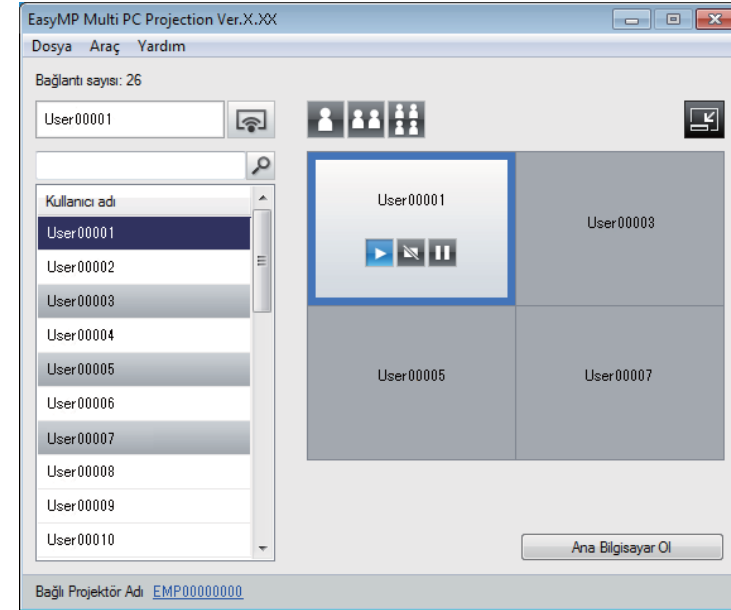 EasyMP Multi PC Projection Ver.X.XX
Dosya Araç Yardım
Bağlantı sayısı: 26
User00001
Kullanıcı adı
User00001
User00002
User00003
User00004
User00005
User00006
User00007
User00008
User00009
User00010
User00001
User00003
User00005
User00007
Ana Bilgisayar Ol
Bağlı Projektör Adı EMP00000000